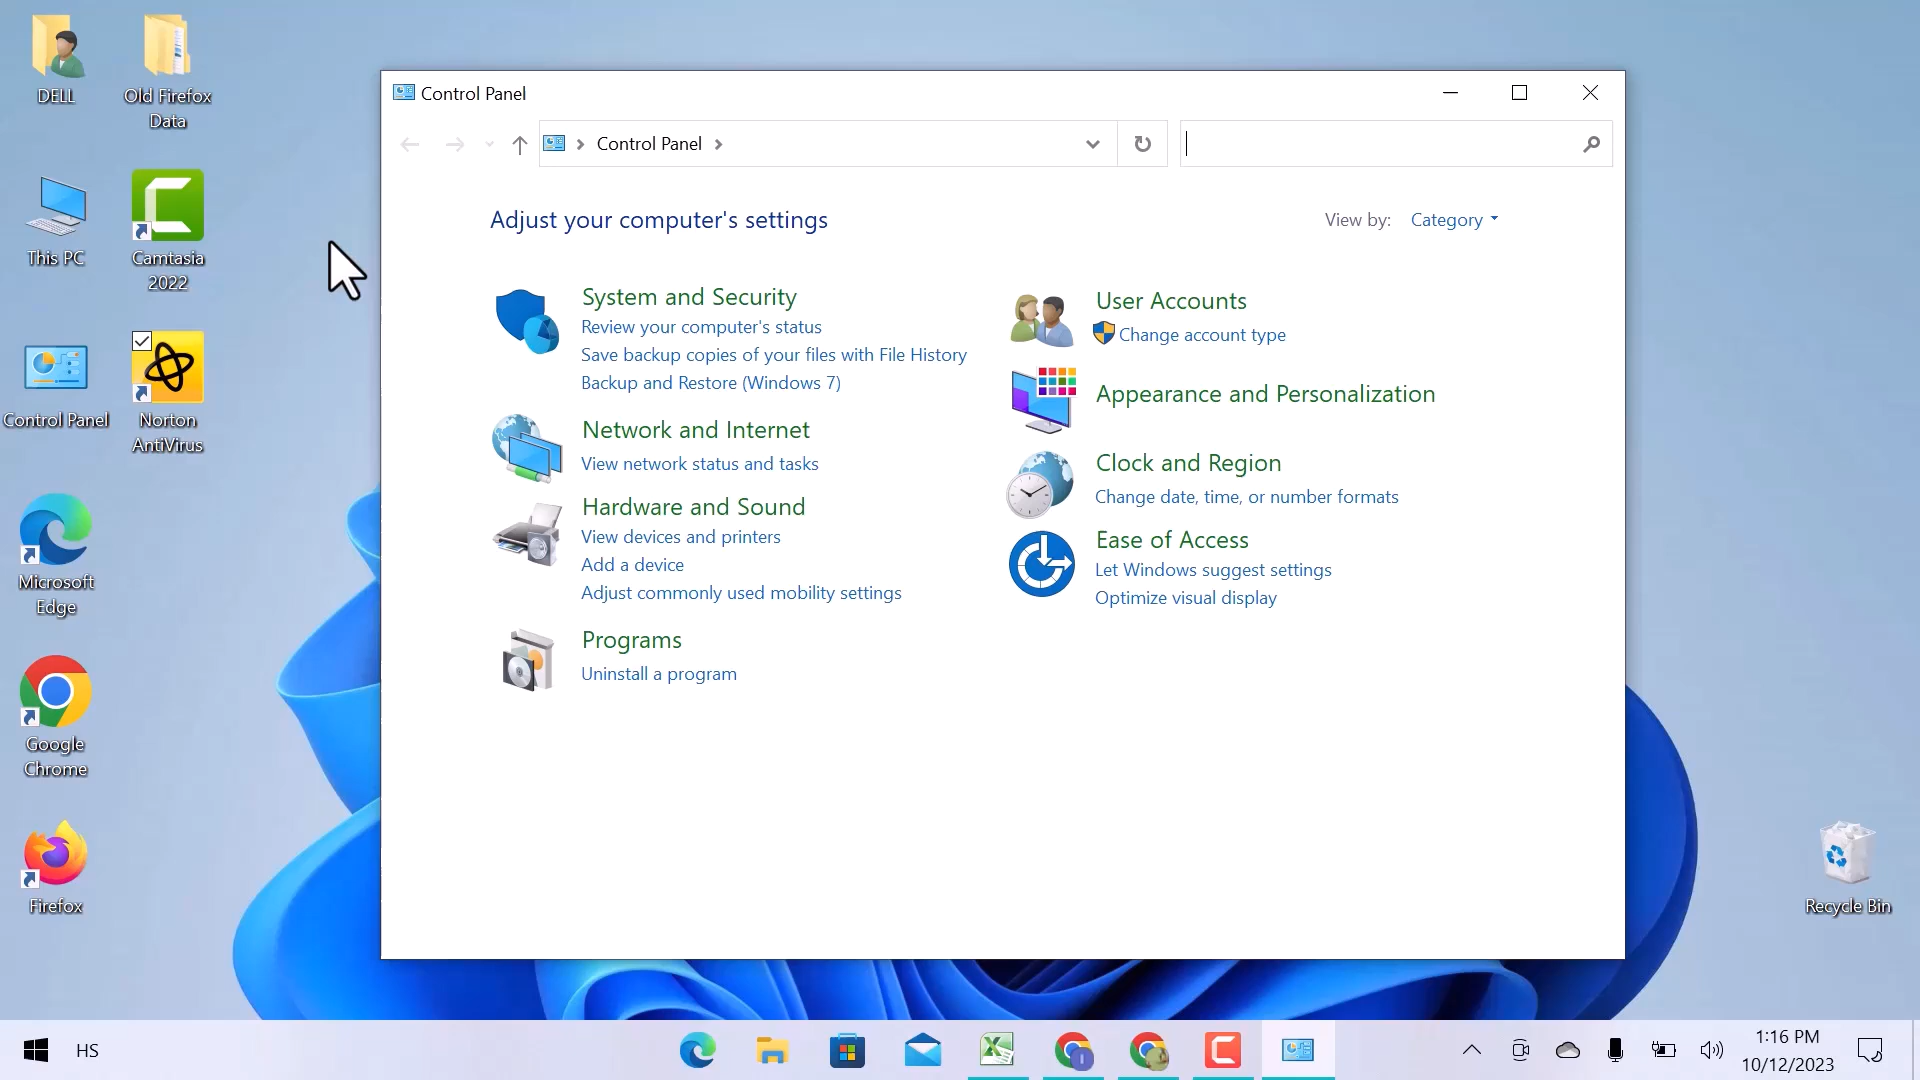 DELL
Old Firefox
Data
This PC
Camtasia
2022
Control Panel
Norton
AntiVirus
Microsoft
Edge
Google
Chrome
Firefox
Recycle Bin
Control Panel
Control Panel
Adjust your computer's settings
View by: Category
System and Security
Review your computer's status
Save backup copies of your files with File History
Backup and Restore (Windows 7)
Network and Internet
View network status and tasks
Hardware and Sound
View devices and printers
Add a device
Adjust commonly used mobility settings
Programs
Uninstall a program
User Accounts
Change account type
Appearance and Personalization
Clock and Region
Change date, time, or number formats
Ease of Access
Let Windows suggest settings
Optimize visual display
HS
1:16 PM
10/12/2023